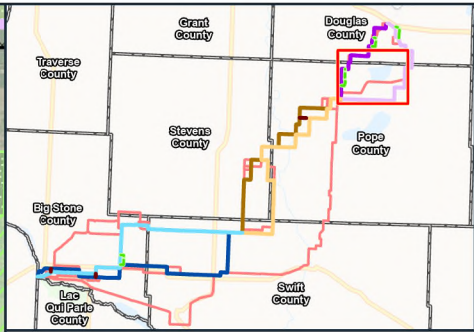 Grant
County
Douglas
County
Traverse
County
Stevens
County
Pope
County
Big Stone
County
Swift
County
Lac
Qui Parle
County